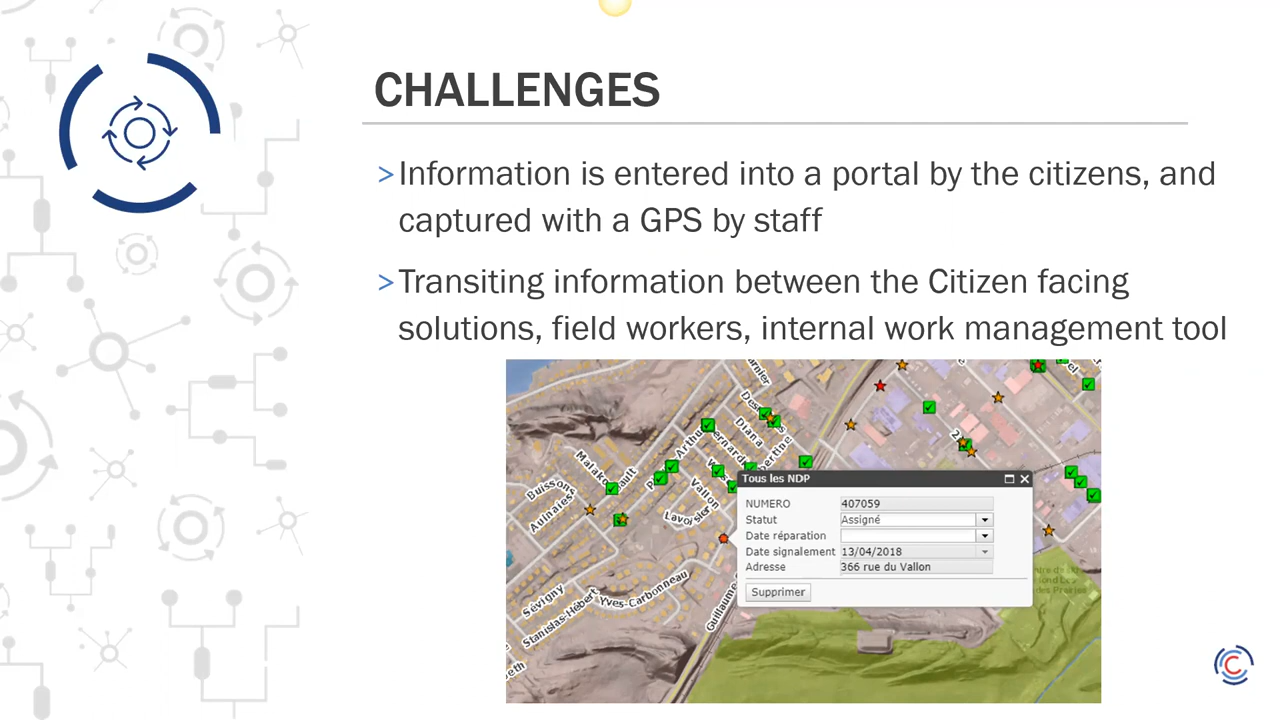 CHALLENGES
>Information is entered into a portal by the citizens, and
captured with a GPS by staff
>Transiting information between the Citizen facing
solutions, field workers, internal work management tool
Diana
Buissons
Aulnaies
Vallon
Lavoisier
Sévigny
Stanislas-Hébert
Yves-Carbonneau
Guillaume
Tous les NDP
NUMERO 407059
Statut Assigné
Date réparation
Date signalement 13/04/2018
Adresse 366 rue du Vallon
Supprimer
C